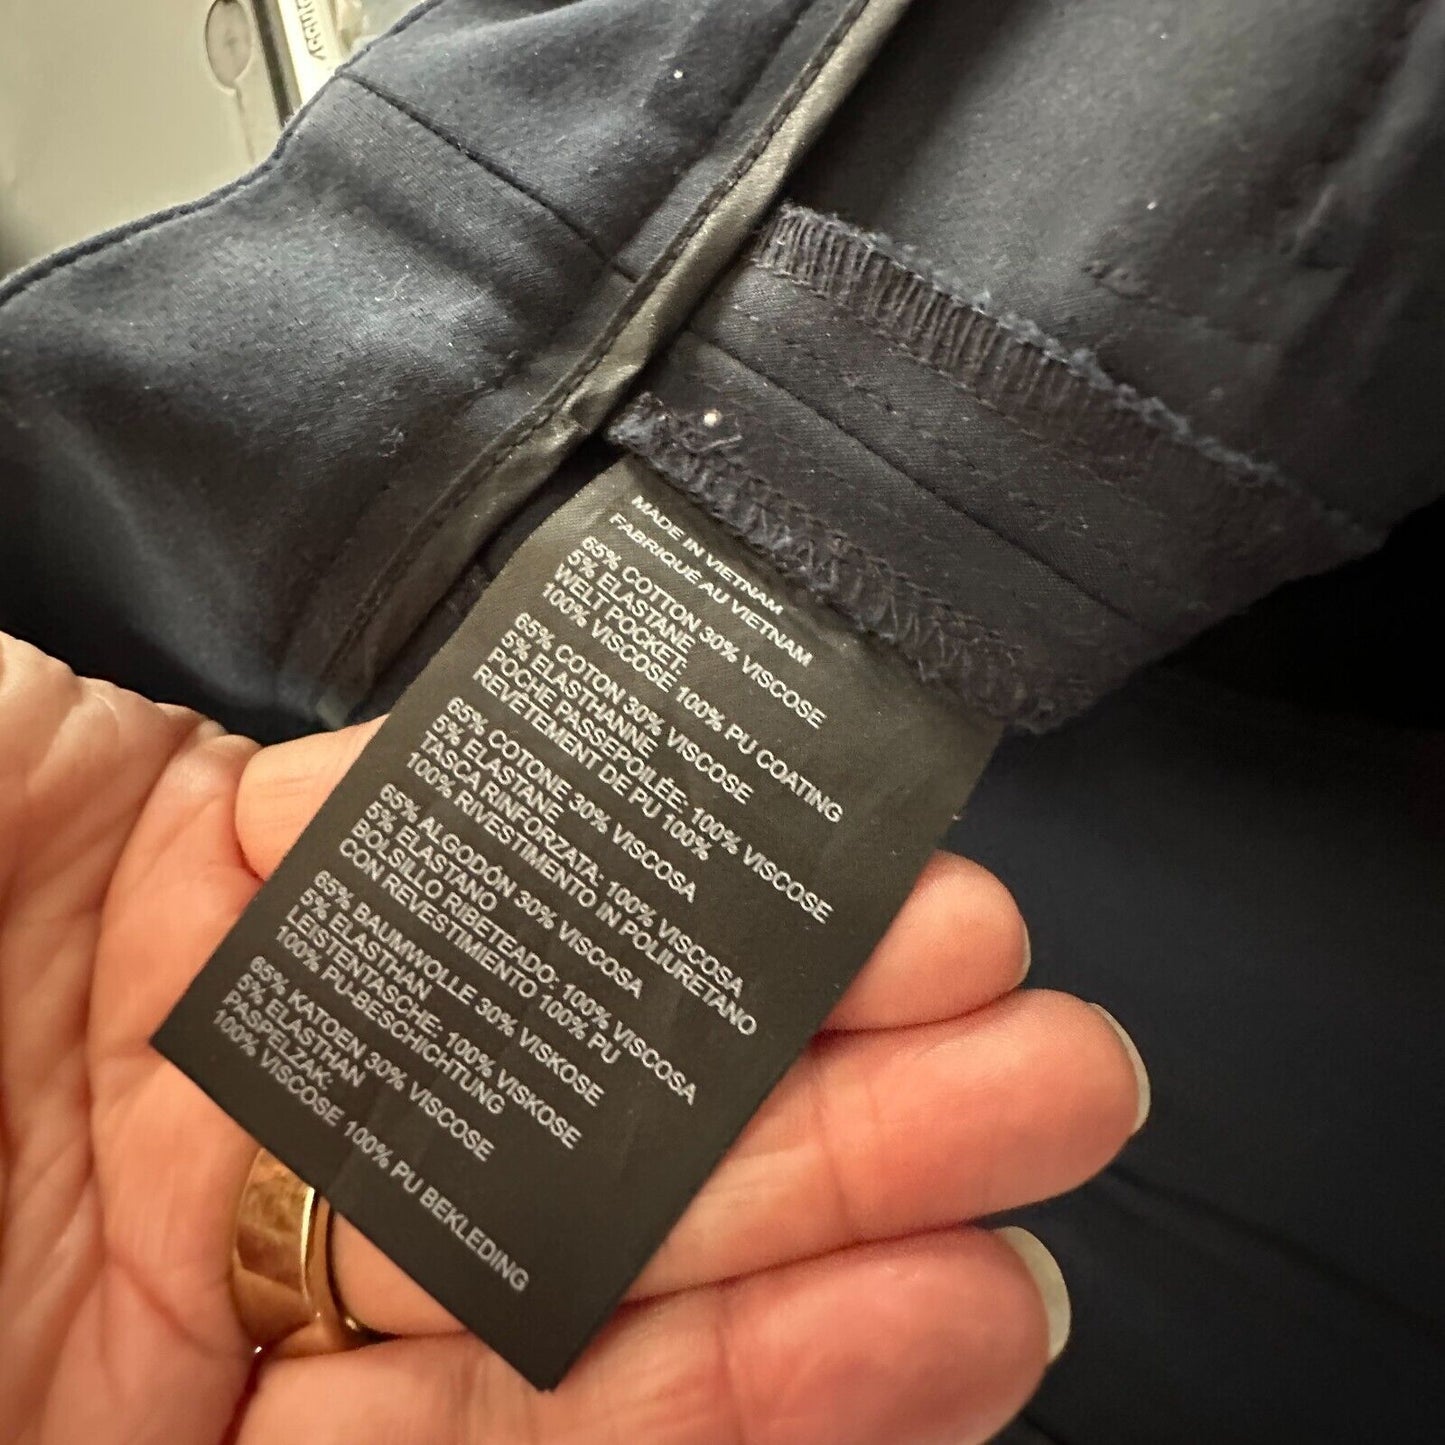 MADE IN VIETNAM
FABRIQUÉ AU VIETNAM
65% COTTON 30% VISCOSE
5% ELASTANE
WELT POCKET:
100% VISCOSE 100% PU COATING
65% COTON 30% VISCOSE
5% ELASTHANNE
POCHE PASSEPOILÉE: 100% VISCOSE
REVETEMENT DE PU 100%
65% COTONE 30% VISCOSA
5% ELASTANE
TASCA RINFORZATA: 100% VISCOSA
100% RIVESTIMENTO IN POLIURETANO
65% ALGODÓN 30% VISCOSA
5% ELASTANO
BOLSILLO RIBETEADO: 100% VISCOSA
CON REVESTIMIENTO 100% PU
65% BAUMWOLLE 30% VISKOSE
5% ELASTHAN
LEISTENTASCHE: 100% VISKOSE
100% PU-BESCHICHTUNG
65% KATOEN 30% VISCOSE
5% ELASTHAN
PASPELZAK:
100% VISCOSE 100% PU BEKLEDING